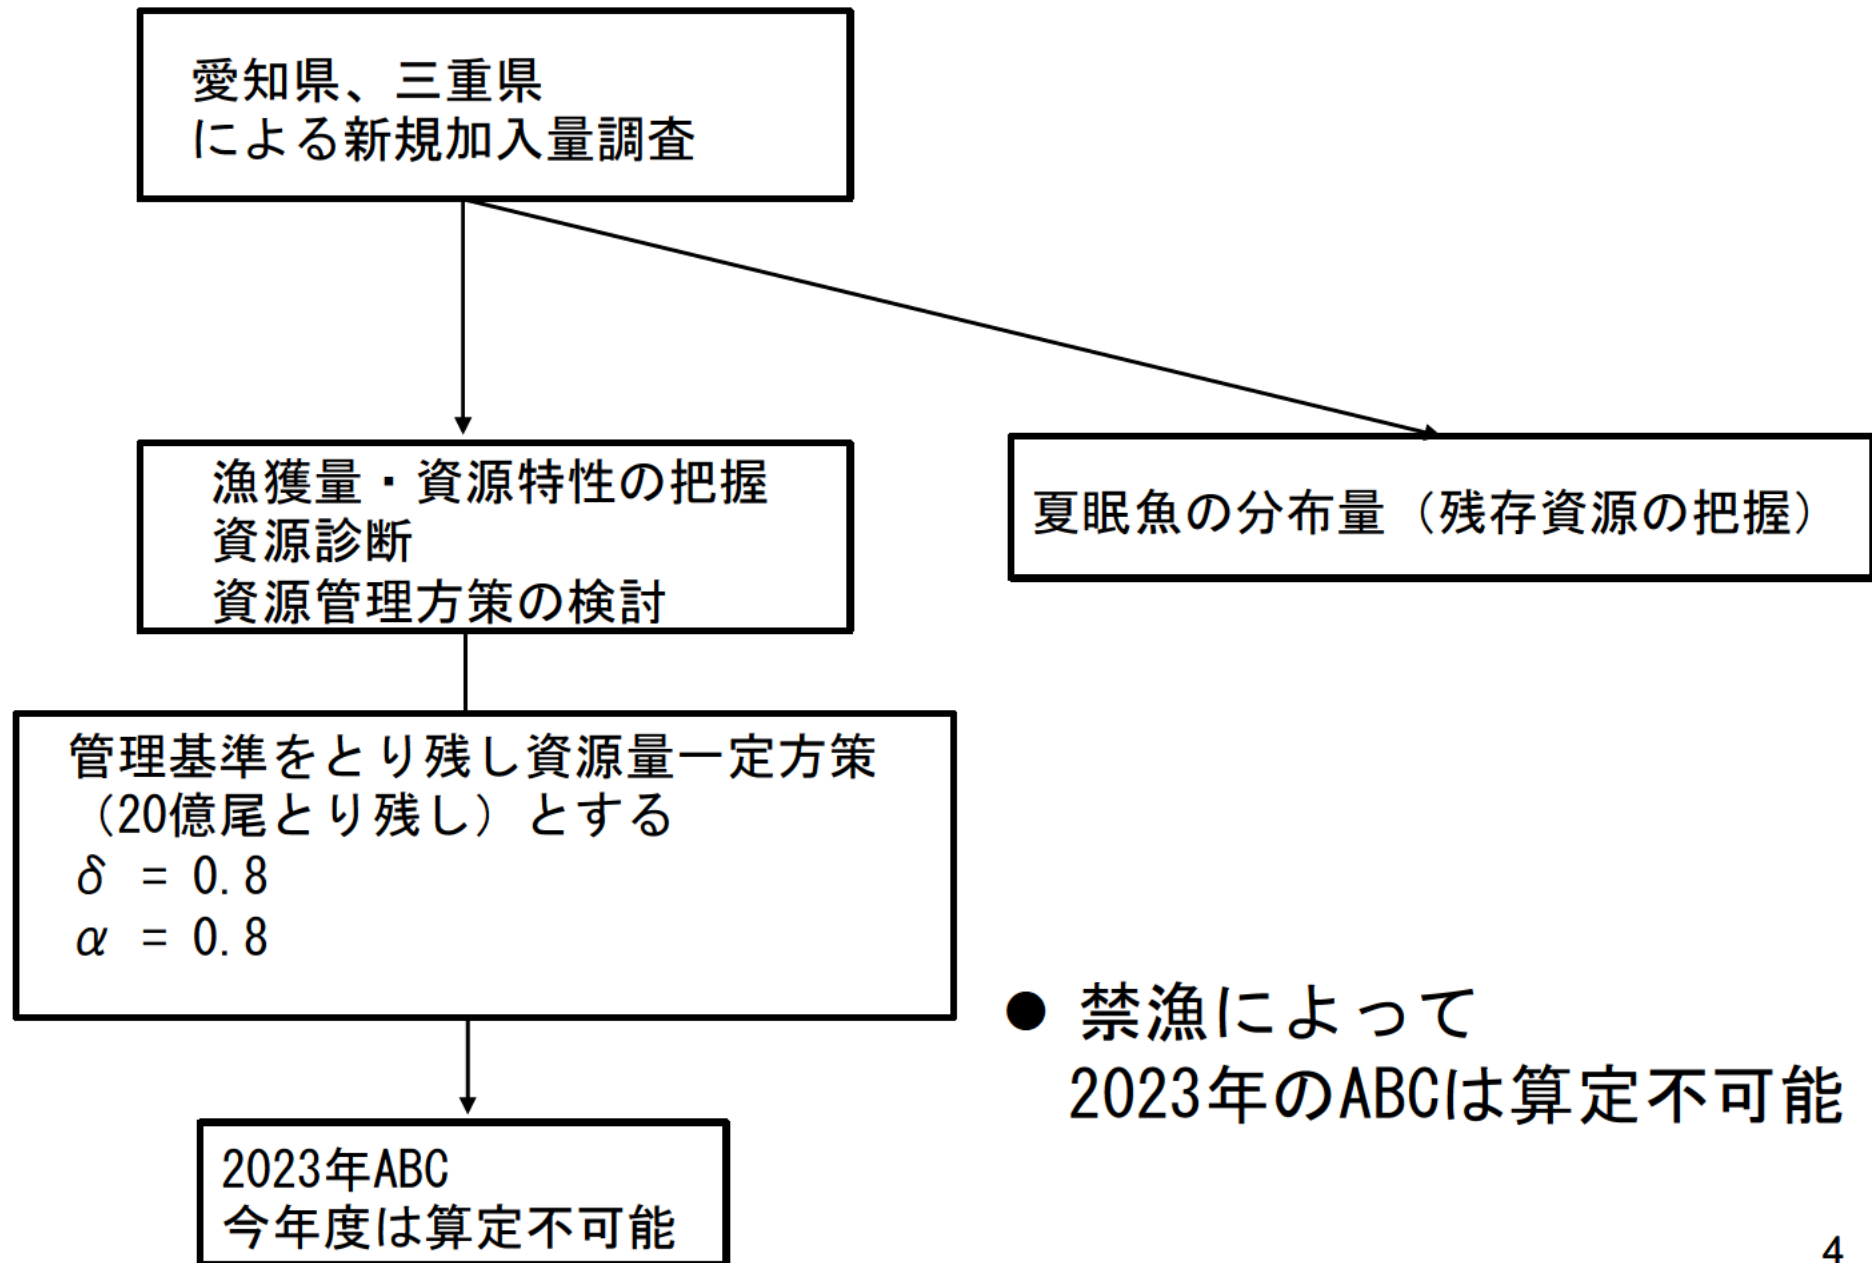 愛知県、三重県
による新規加入量調査
漁獲量・資源特性の把握
資源診断
資源管理方策の検討
夏眠魚の分布量（残存資源の把握）
管理基準をとり残し資源量一定方策
（20億尾とり残し）とする
δ = 0.8
α = 0.8
● 禁漁によって
2023年のABCは算定不可能
2023年ABC
今年度は算定不可能
4